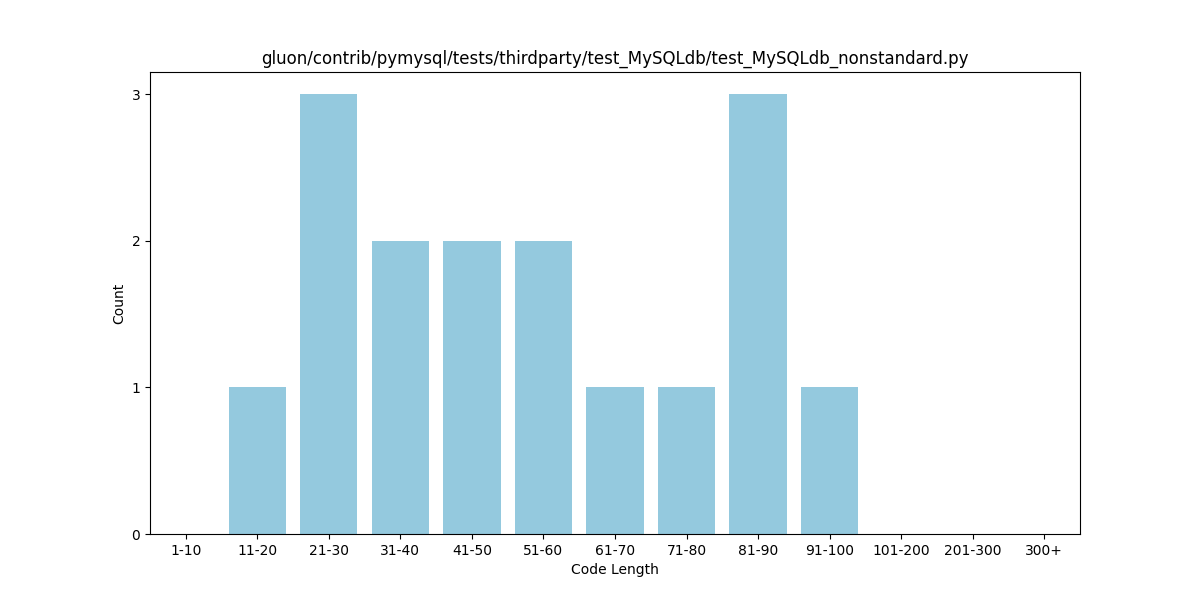 gluon/contrib/pymysql/tests/thirdparty/test_MySQLdb/test_MySQLdb_nonstandard.py
3
2
1
0
Count
1-10 11-20 21-30 31-40 41-50 51-60 61-70 71-80 81-90 91-100 101-200 201-300 300+
Code Length